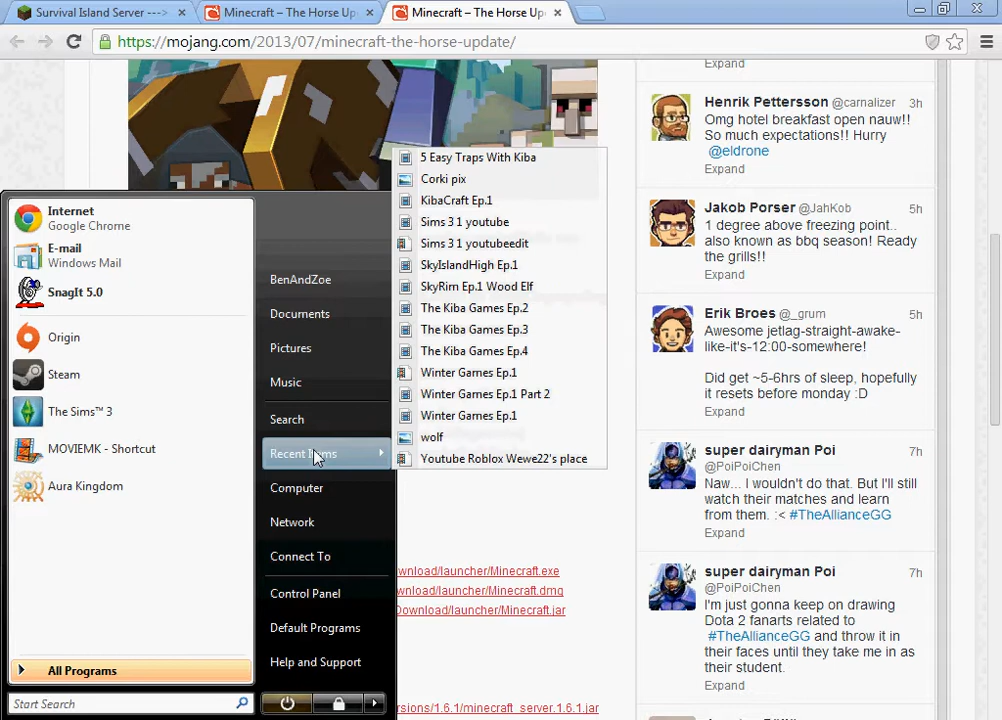 Survival Island Server --->
Minecraft – The Horse Up
Minecraft – The Horse Up
https://mojang.com/2013/07/minecraft-the-horse-update/
Expand
Henrik Pettersson @carnalizer 3h
Omg hotel breakfast open nauw!!
So much expectations!! Hurry
@eldrone
Expand
Jakob Porser @JahKob 5h
1 degree above freezing point..
also known as bbq season! Ready
the grills!!
Expand
Erik Broes @_grum 5h
Awesome jetlag-straight-awake-
like-it's-12:00-somewhere!
Did get ~5-6hrs of sleep, hopefully
it resets before monday :D
Expand
super dairyman Poi 7h
@PoiPoiChen
Naw... I wouldn't do that. But I'll still
watch their matches and learn
from them. :< #TheAllianceGG
Expand
super dairyman Poi 7h
@PoiPoiChen
I'm just gonna keep on drawing
Dota 2 fanarts related to
#TheAllianceGG and throw it in
their faces until they take me in as
their student.
Expand
Internet
Google Chrome
E-mail
Windows Mail
SnagIt 5.0
Origin
Steam
The Sims™ 3
MOVIEMK - Shortcut
Aura Kingdom
All Programs
Start Search
BenAndZoe
Documents
Pictures
Music
Search
Recent Items
Computer
Network
Connect To
Control Panel
Default Programs
Help and Support
5 Easy Traps With Kiba
Corki pix
KibaCraft Ep.1
Sims 3 1 youtube
Sims 3 1 youtubeedit
SkyIslandHigh Ep.1
SkyRim Ep.1 Wood Elf
The Kiba Games Ep.2
The Kiba Games Ep.3
The Kiba Games Ep.4
Winter Games Ep.1
Winter Games Ep.1 Part 2
Winter Games Ep.1
wolf
Youtube Roblox Wewe22's place
wnload/launcher/Minecraft.exe
wnload/launcher/Minecraft.dmg
Download/launcher/Minecraft.jar
rsions/1.6.1/minecraft_server.1.6.1.jar